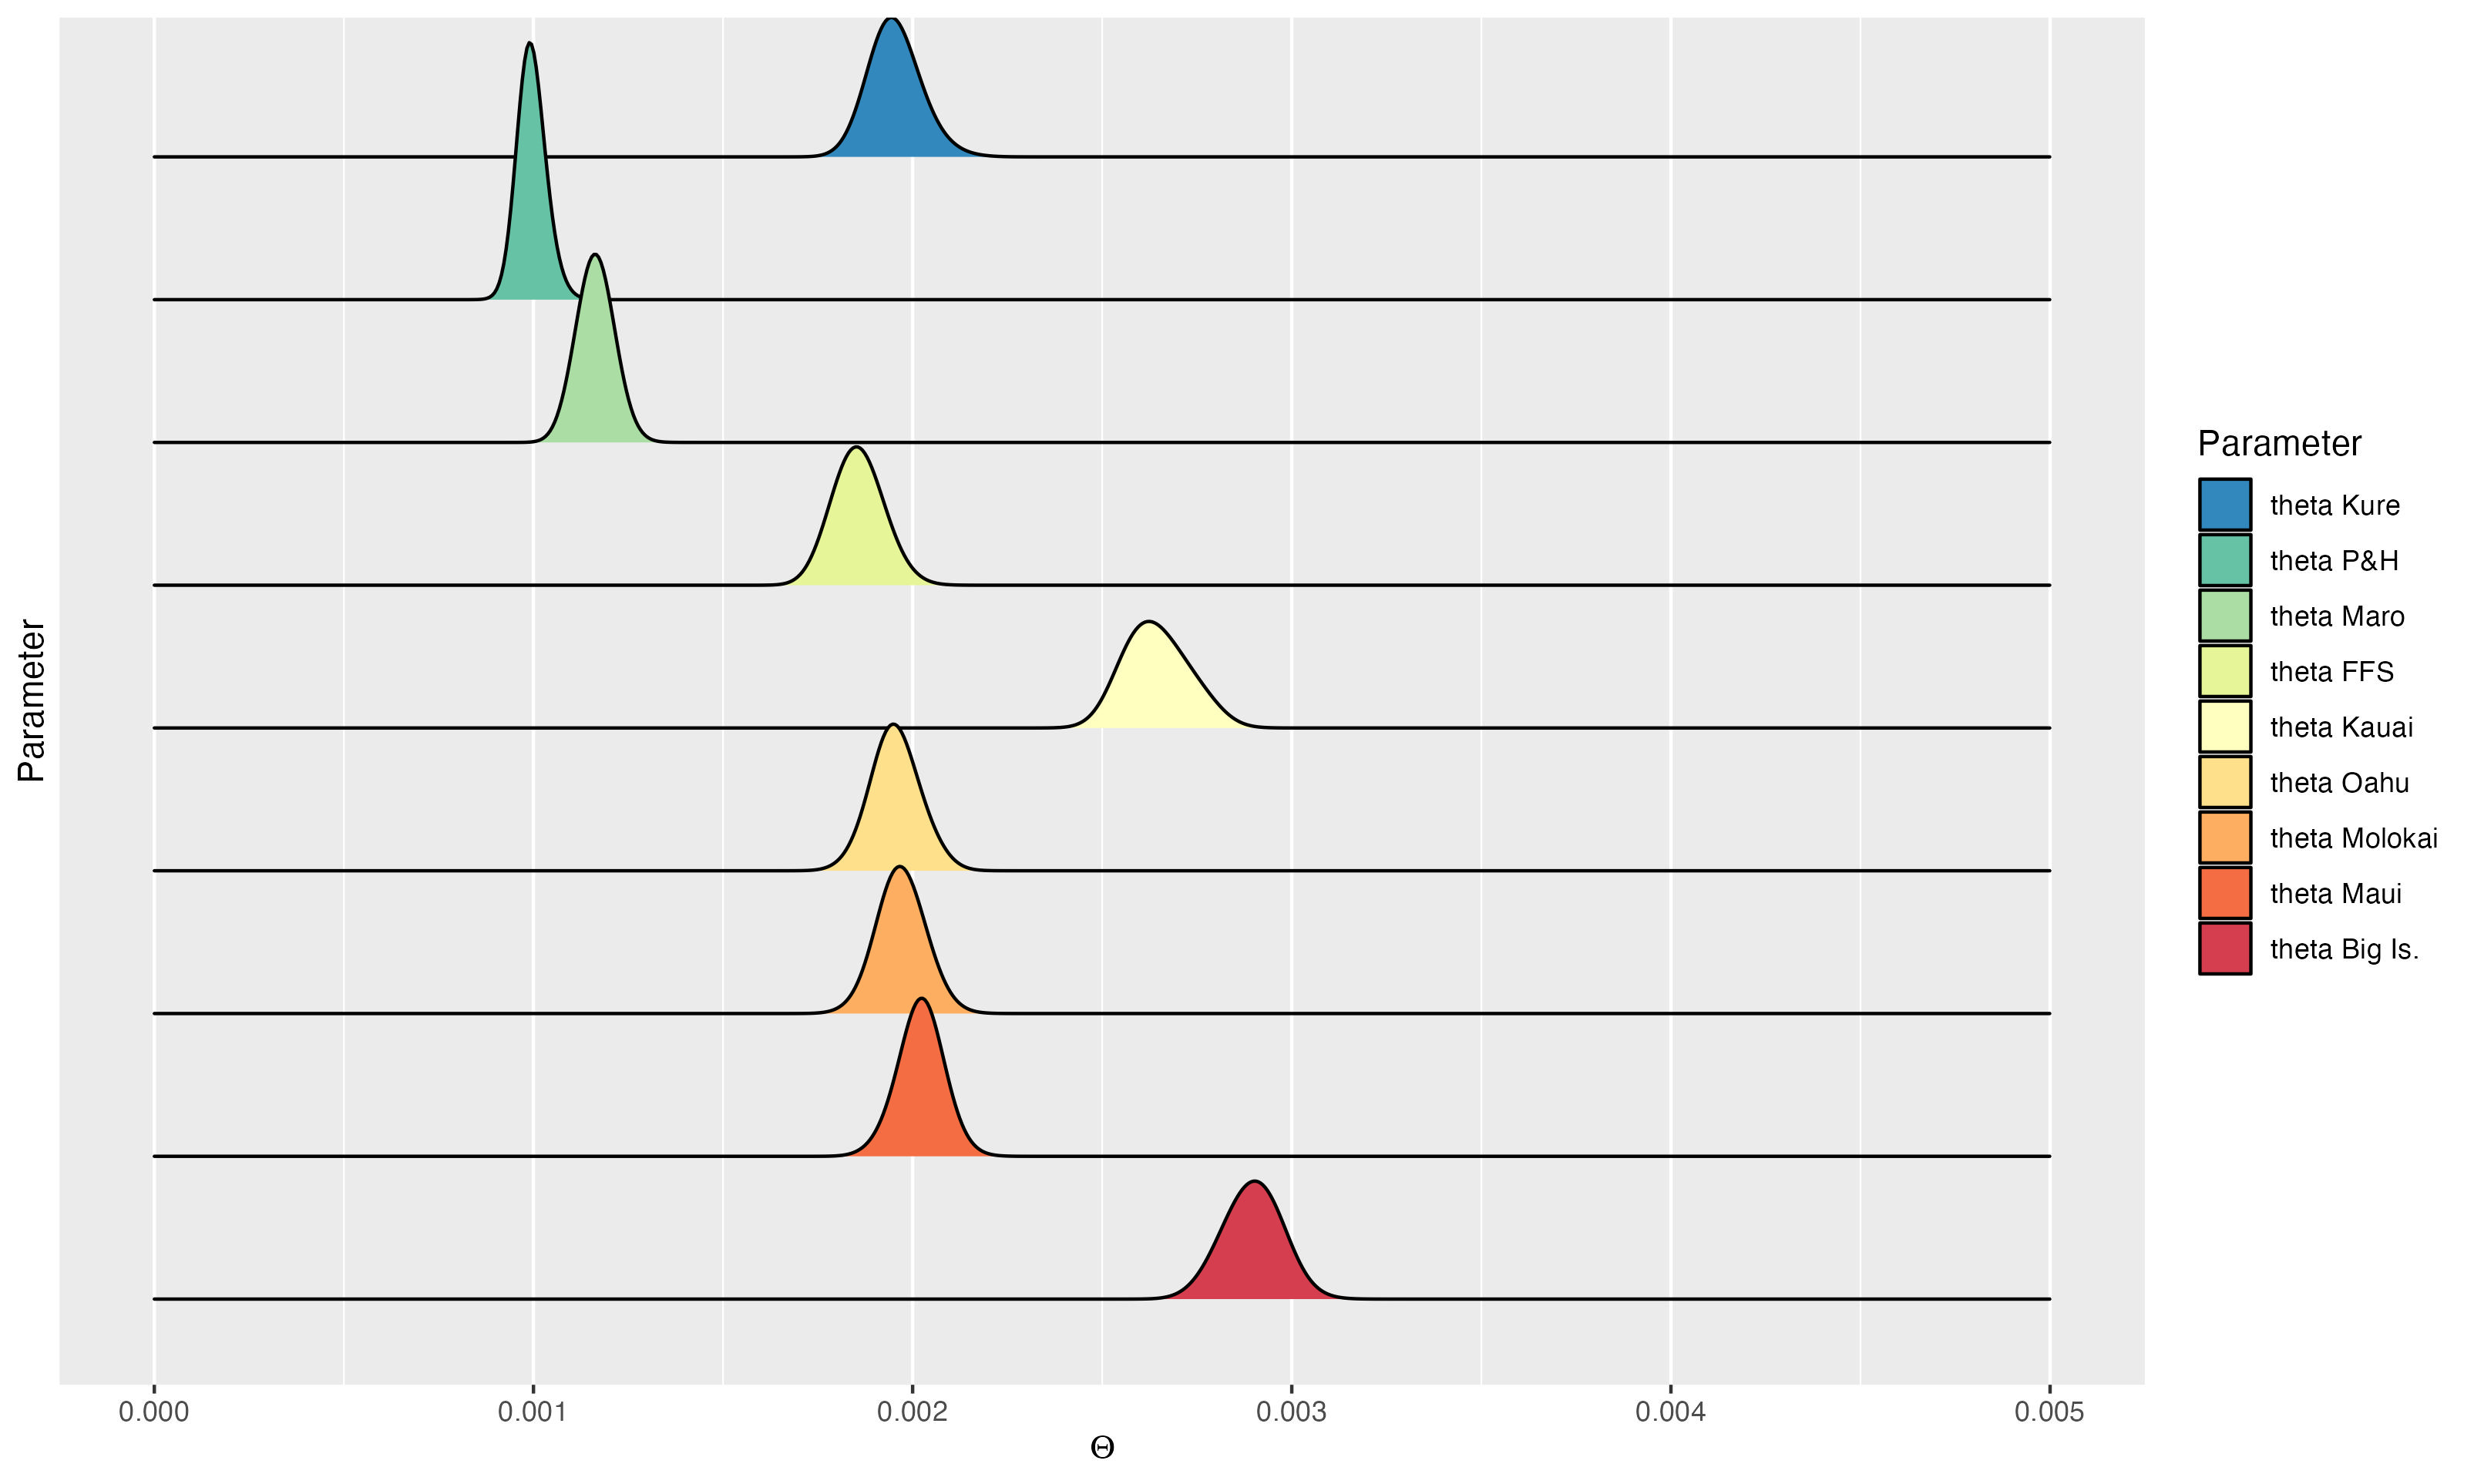 Parameter
Parameter
theta Kure
theta P&H
theta Maro
theta FFS
theta Kauai
theta Oahu
theta Molokai
theta Maui
theta Big Is.
0.000 0.001 0.002 0.003 0.004 0.005
Θ